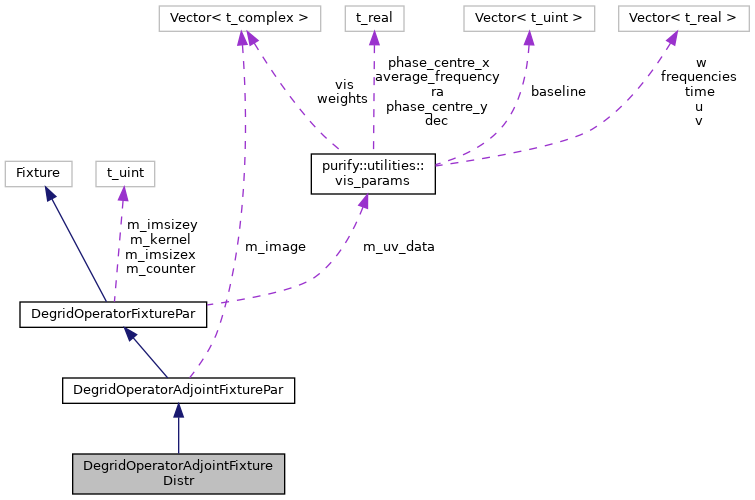 Vector< t_complex >
t_real
Vector< t_uint >
Vector< t_real >
vis
weights
phase_centre_x
average_frequency
ra
phase_centre_y
dec
baseline
w
frequencies
time
u
v
Fixture
t_uint
purify::utilities::
vis_params
m_imsizey
m_kernel
m_imsizex
m_counter
m_image
m_uv_data
DegridOperatorFixturePar
DegridOperatorAdjointFixturePar
DegridOperatorAdjointFixture
Distr